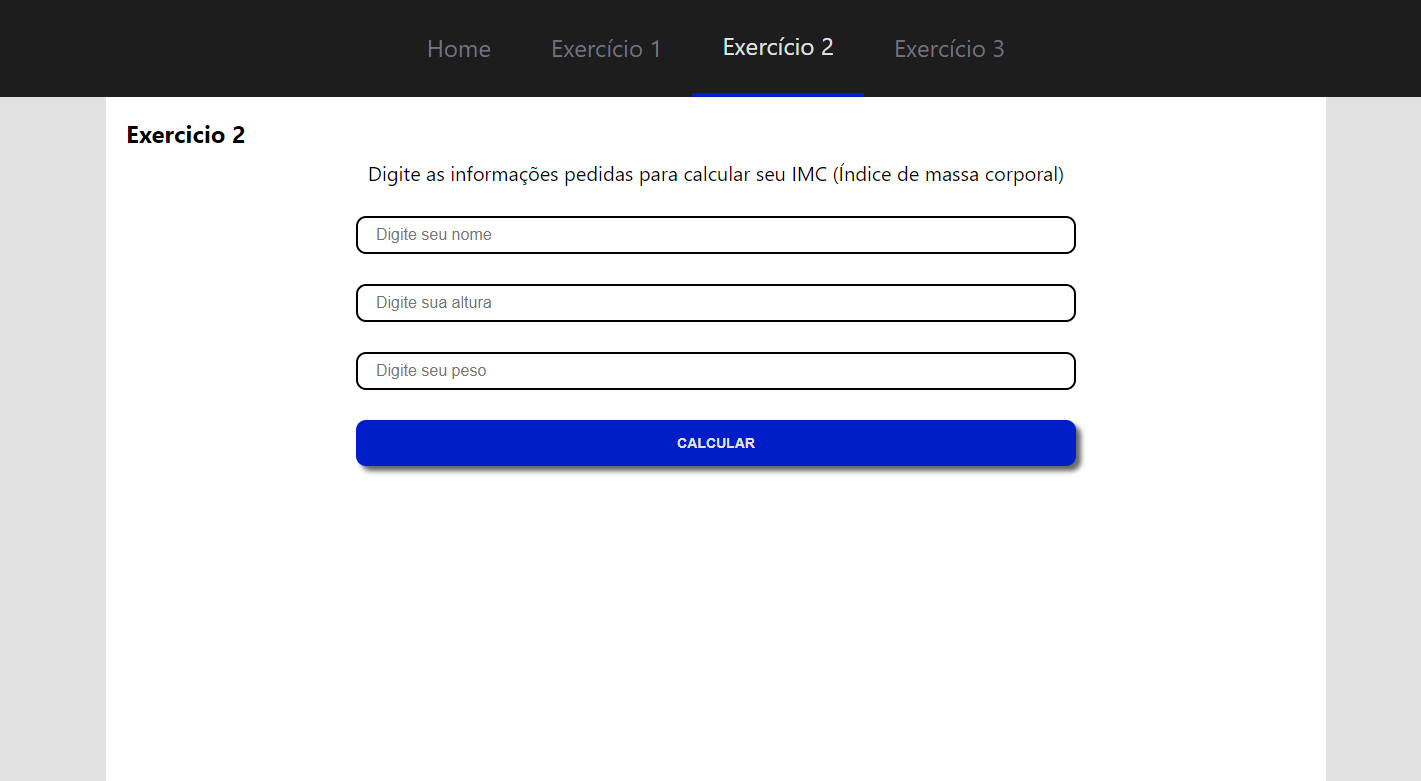 Home Exercício 1 Exercício 2 Exercício 3
Exercicio 2
Digite as informações pedidas para calcular seu IMC (Índice de massa corporal)
Digite seu nome
Digite sua altura
Digite seu peso
CALCULAR